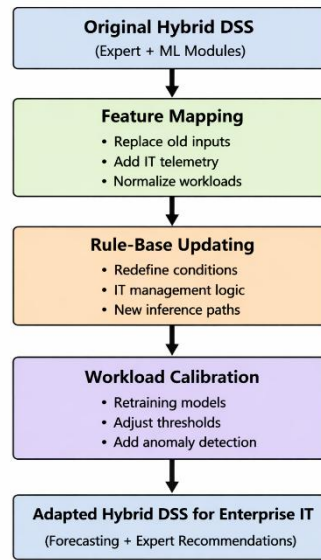 Original Hybrid DSS
(Expert + ML Modules)
Feature Mapping
• Replace old inputs
• Add IT telemetry
• Normalize workloads
Rule-Base Updating
• Redefine conditions
• IT management logic
• New inference paths
Workload Calibration
• Retraining models
• Adjust thresholds
• Add anomaly detection
Adapted Hybrid DSS for Enterprise IT
(Forecasting + Expert Recommendations)